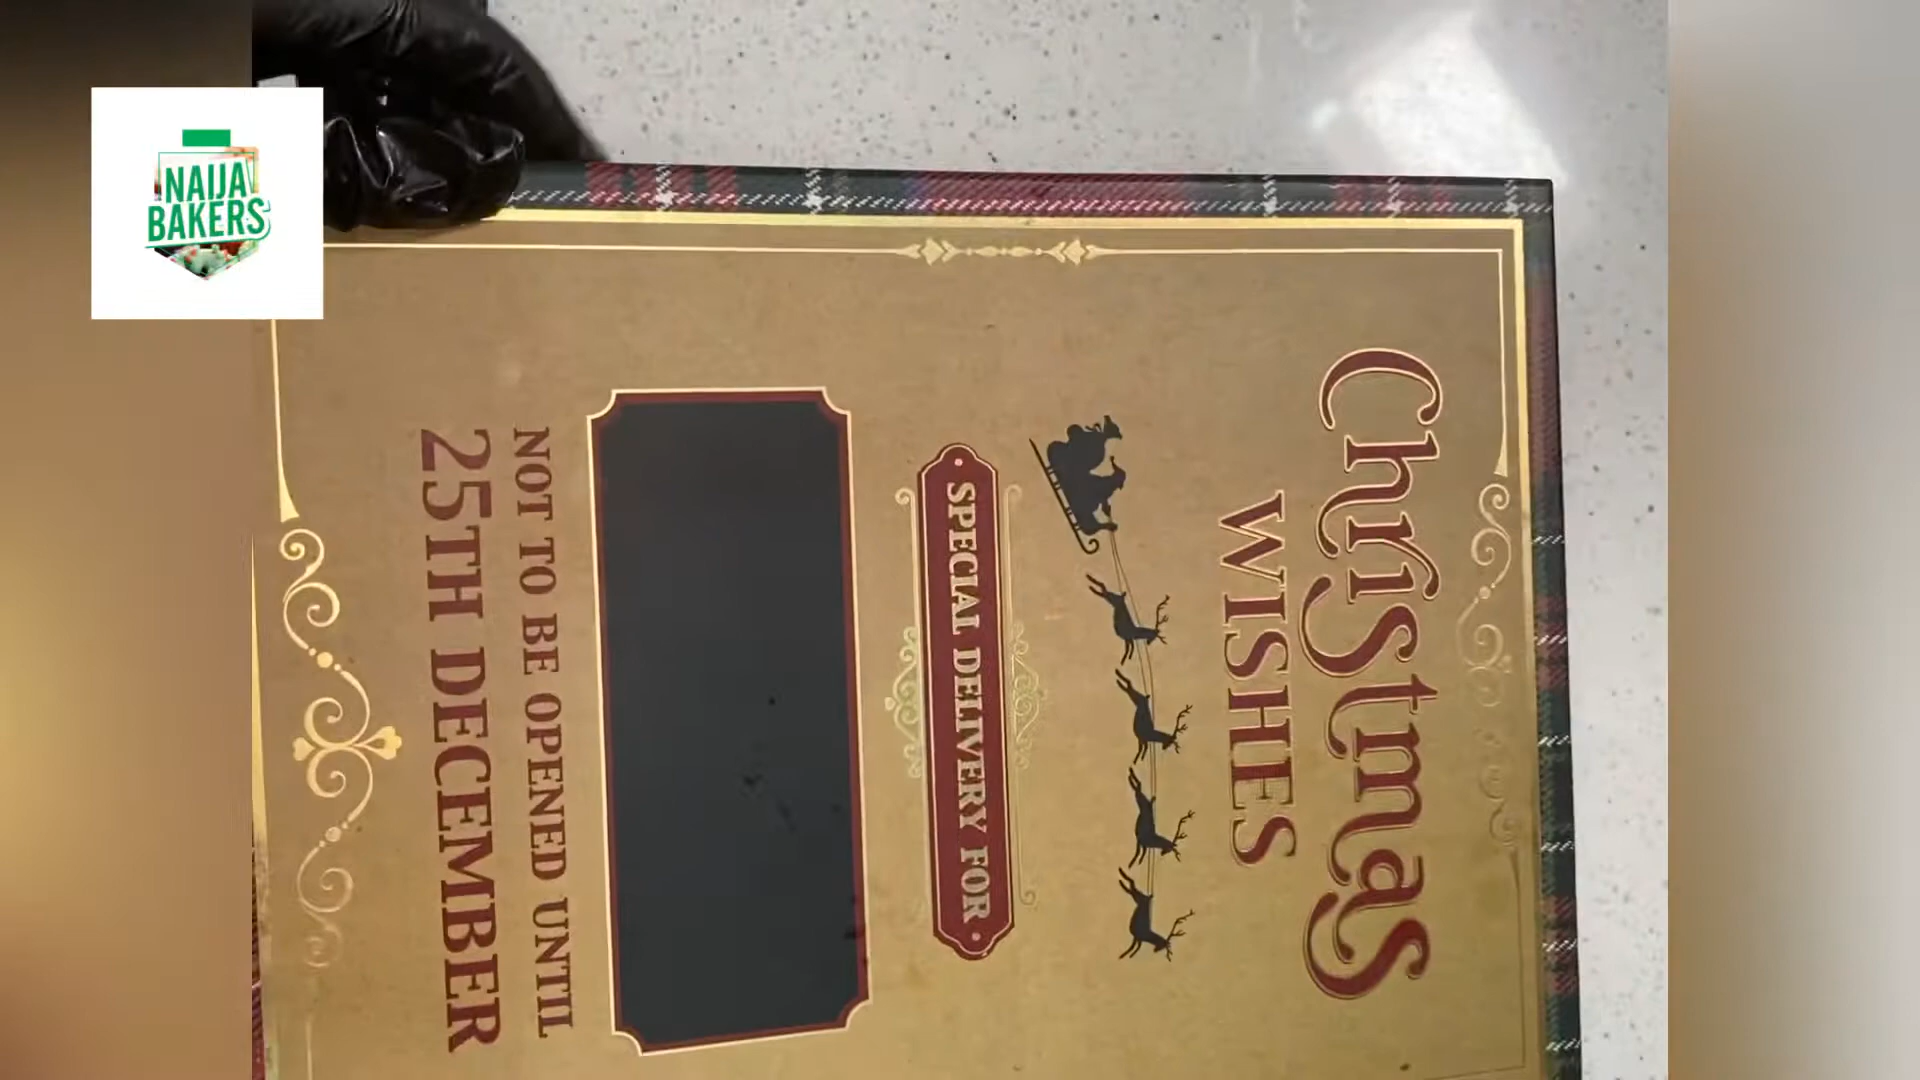 NAIJA
BAKERS
Christmas
WISHES
SPECIAL DELIVERY FOR
NOT TO BE OPENED UNTIL
25TH DECEMBER